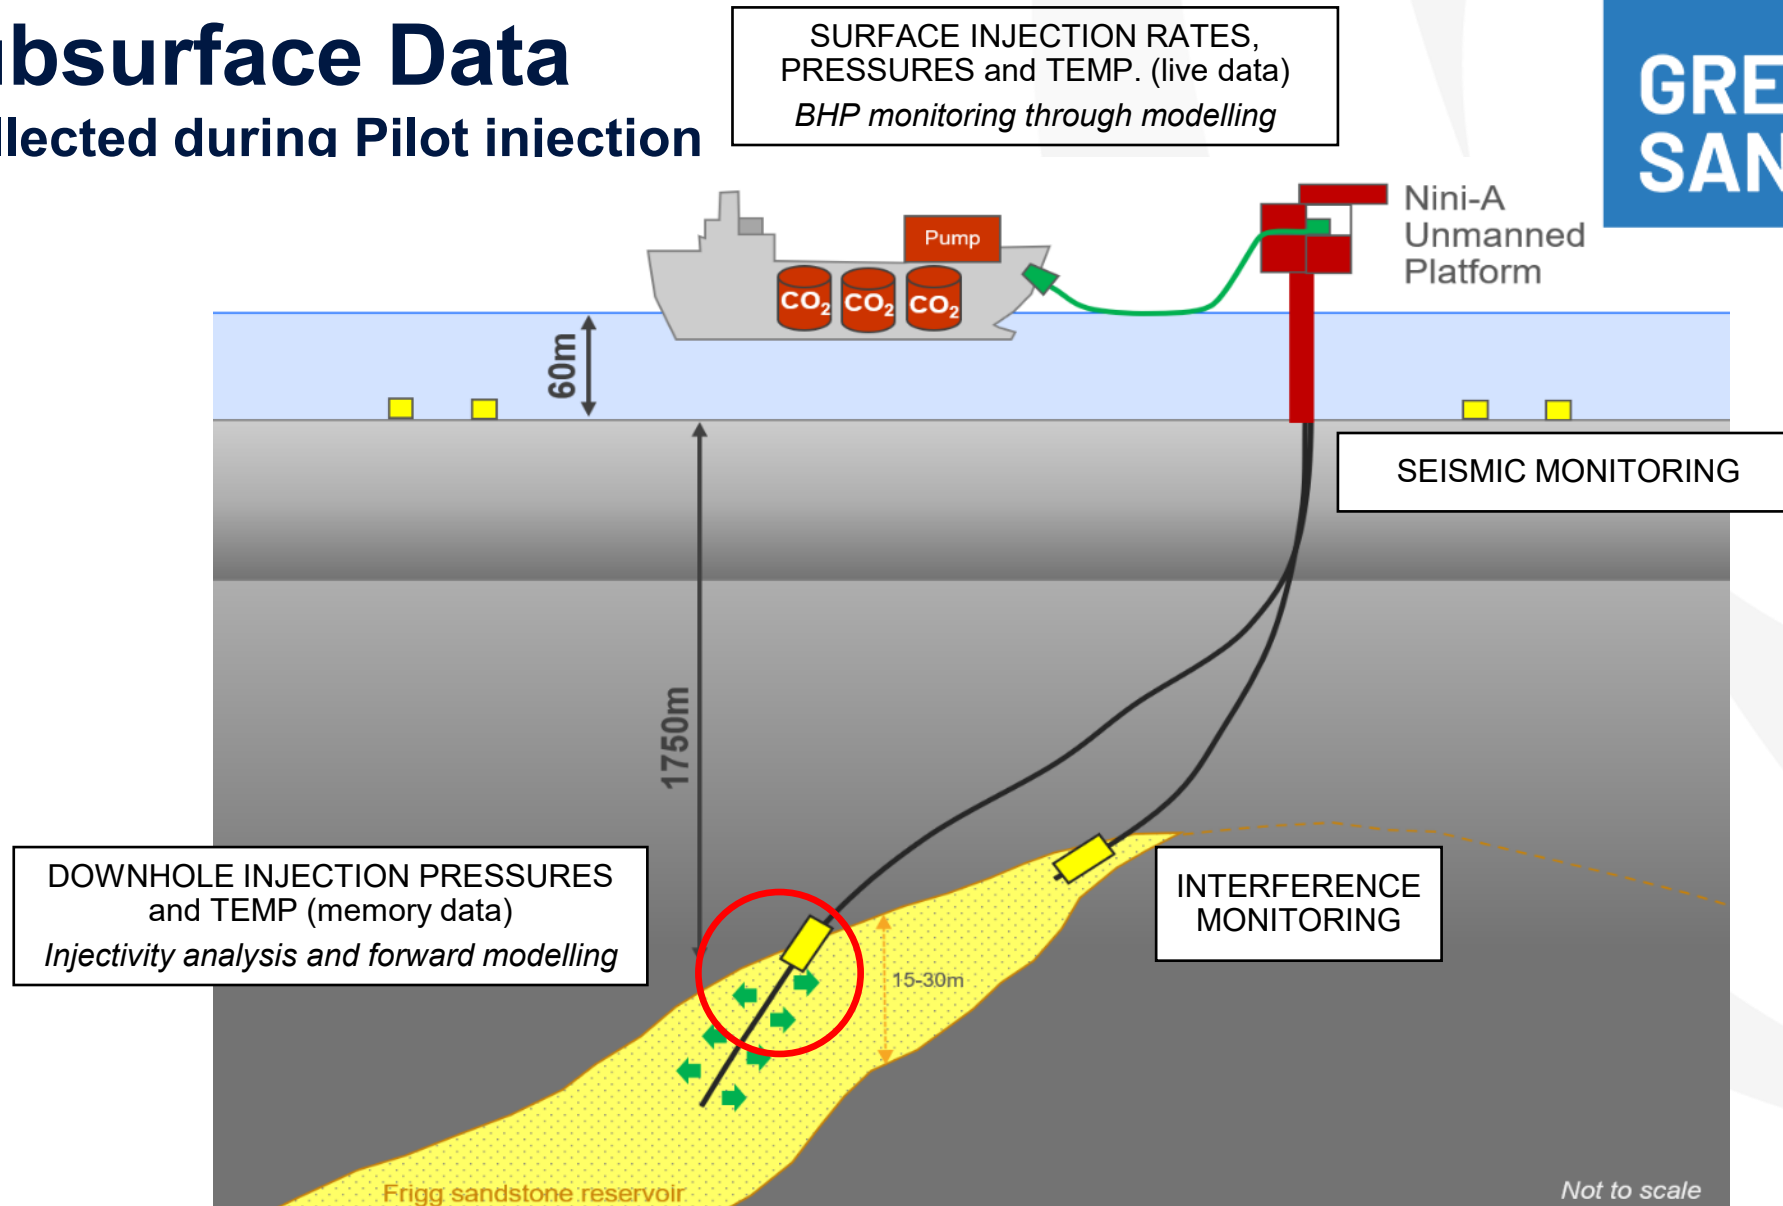 ubsurface Data
llected during Pilot injection
SURFACE INJECTION RATES,
PRESSURES and TEMP. (live data)
BHP monitoring through modelling
GRE
SAN
Nini-A
Unmanned
Platform
Pump
CO₂ CO₂ CO₂
60m
SEISMIC MONITORING
1750m
DOWNHOLE INJECTION PRESSURES
and TEMP (memory data)
Injectivity analysis and forward modelling
INTERFERENCE
MONITORING
15-30m
Frigg sandstone reservoir
Not to scale